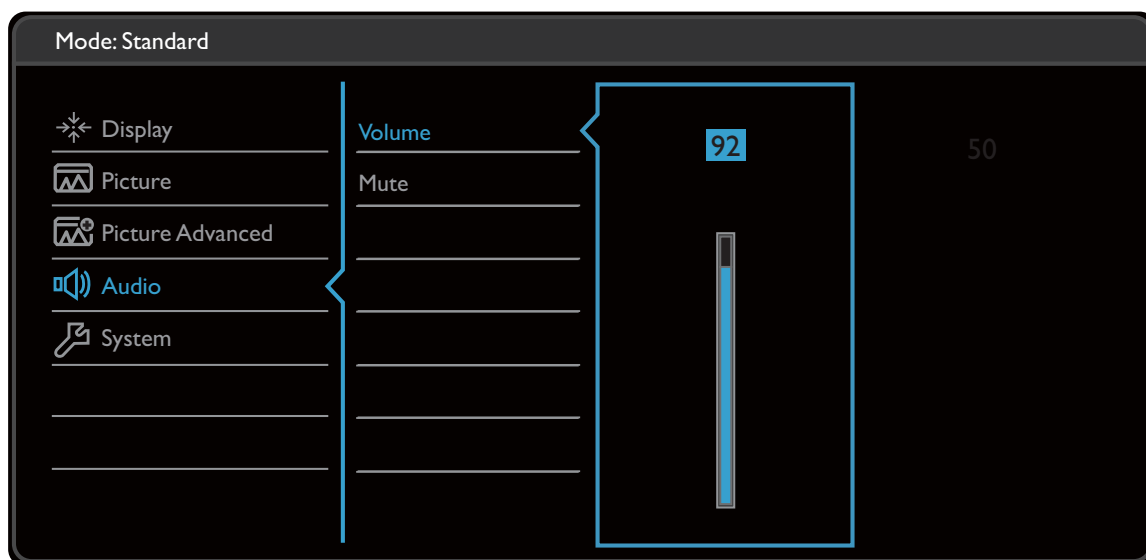 Mode: Standard
Display
Picture
Picture Advanced
Audio
System
Volume
Mute
92
50